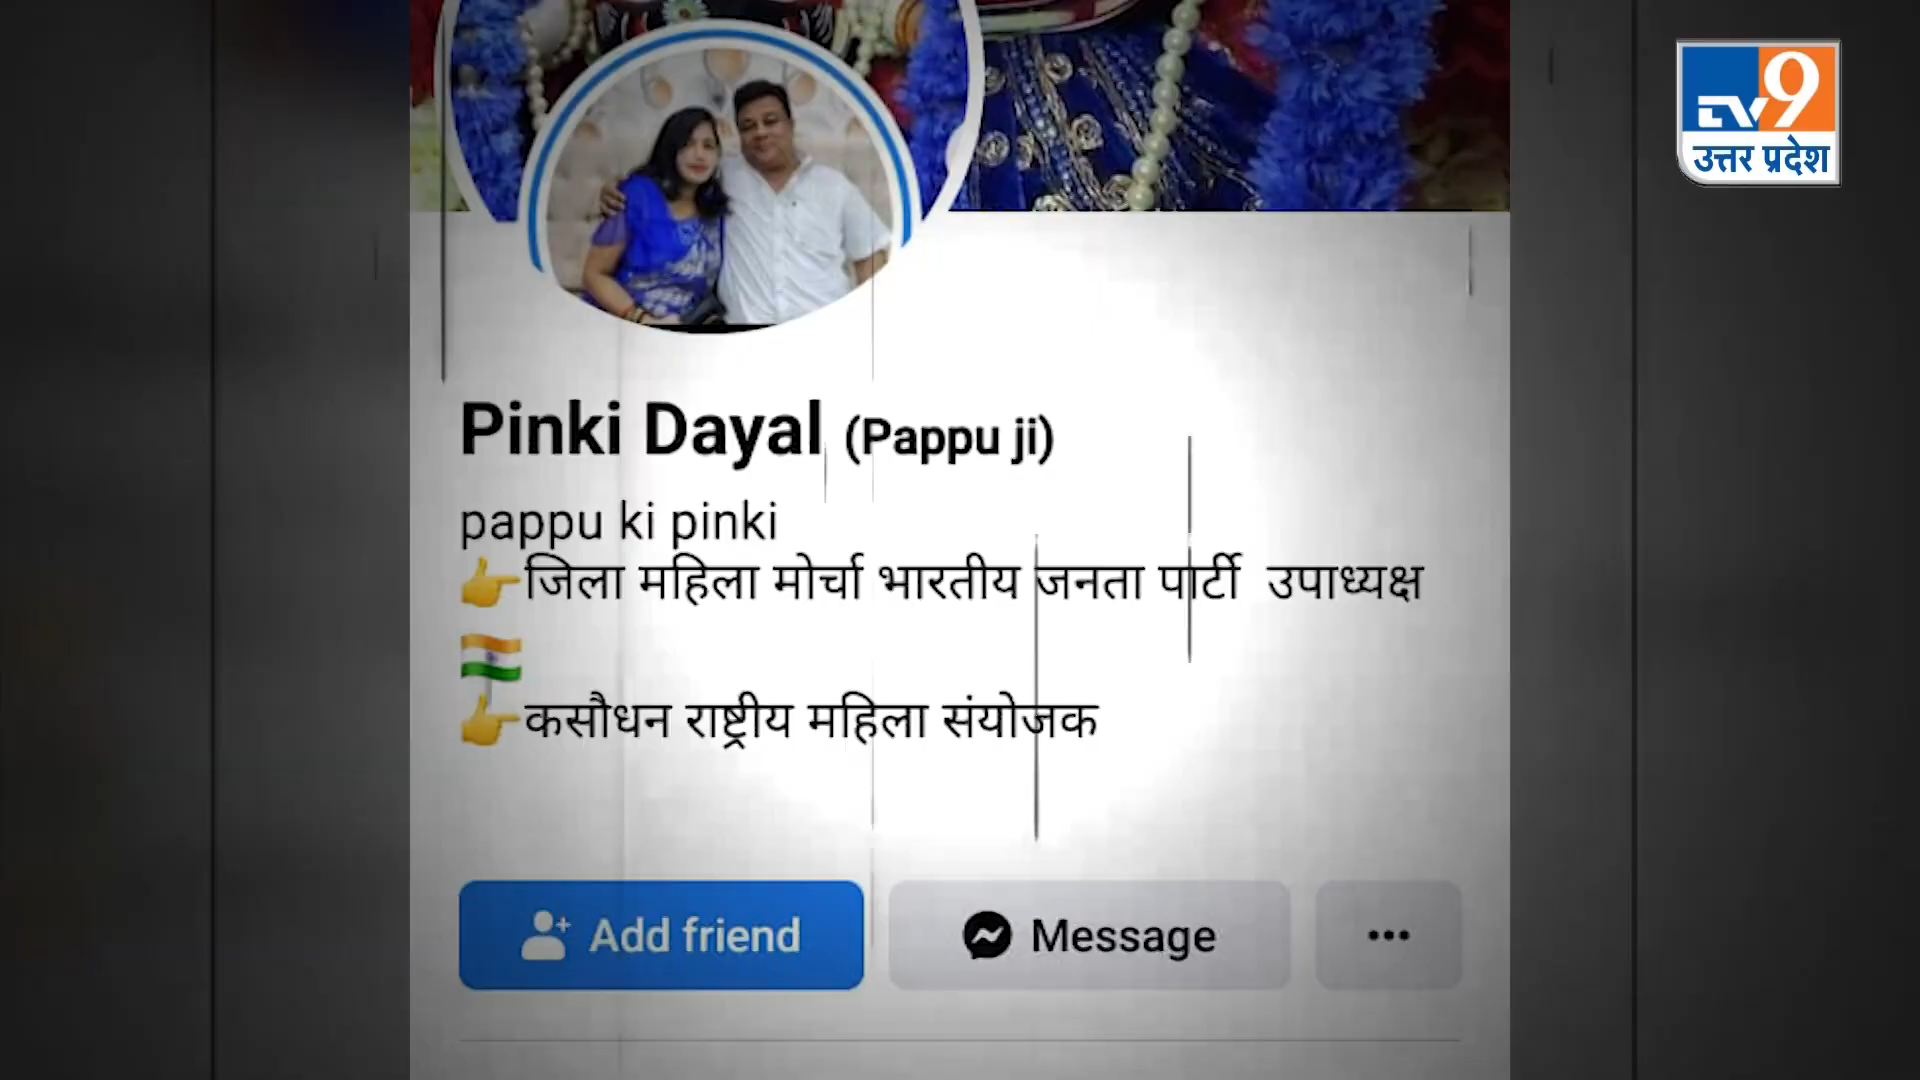 TV9
उत्तर प्रदेश
Pinki Dayal (Pappu ji)
pappu ki pinki
👉जिला महिला मोर्चा भारतीय जनता पार्टी उपाध्यक्ष
🇮🇳
👉कसौधन राष्ट्रीय महिला संयोजक
Add friend
Message